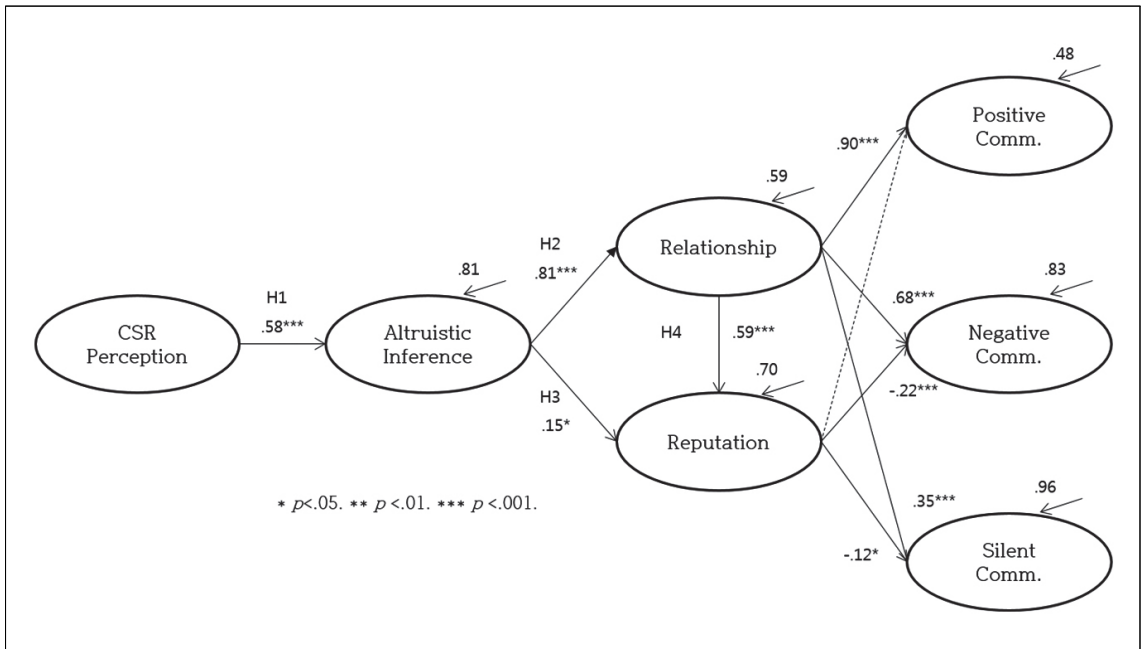 .48
Positive
Comm.
.90***
.59
H2
Relationship
.81***
.81
.83
H1
.68***
.58***
CSR
Perception
Altruistic
Inference
H4
.59***
Negative
Comm.
.70
-.22***
H3
.15*
Reputation
* p<.05. ** p <.01. *** p <.001.
.35***
.96
-.12*
Silent
Comm.